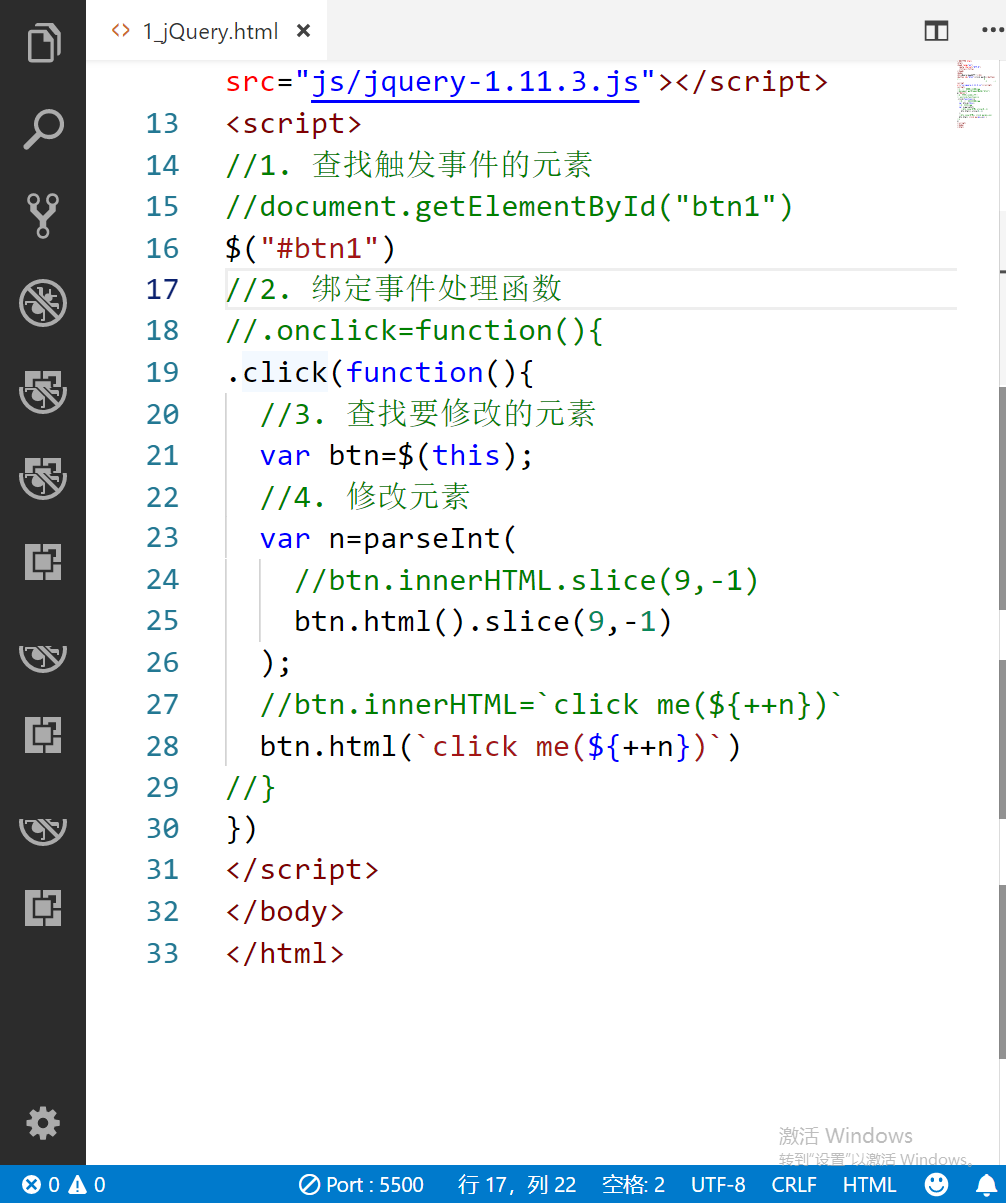 <> 1_jQuery.html ×
src="js/jquery-1.11.3.js"></script>
13 <script>
14 //1. 查找触发事件的元素
15 //document.getElementById("btn1")
16 $("#btn1")
17 //2. 绑定事件处理函数
18 //.onclick=function(){
19 .click(function(){
20 //3. 查找要修改的元素
21 var btn=$(this);
22 //4. 修改元素
23 var n=parseInt(
24 //btn.innerHTML.slice(9,-1)
25 btn.html().slice(9,-1)
26 );
27 //btn.innerHTML=`click me(${++n})`
28 btn.html(`click me(${++n})`)
29 //}
30 })
31 </script>
32 </body>
33 </html>
激活 Windows
转到"设置"以激活 Windows。
0 0 Port : 5500 行 17，列 22 空格: 2 UTF-8 CRLF HTML